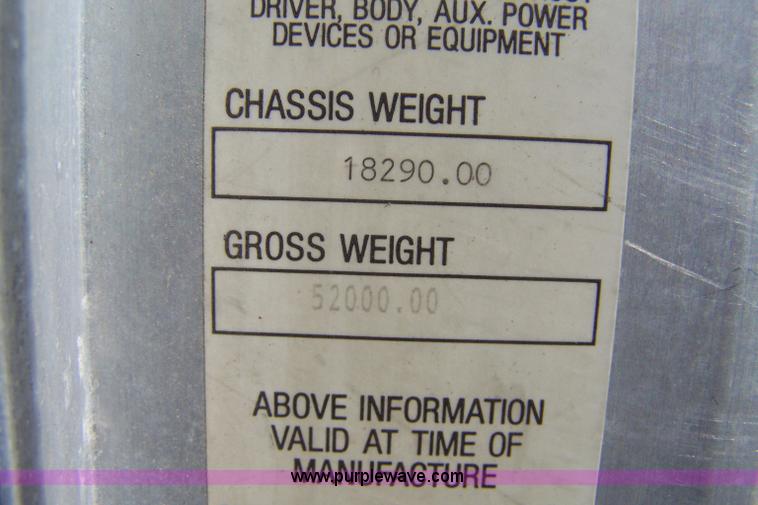 DRIVER, BODY, AUX. POWER
DEVICES OR EQUIPMENT
CHASSIS WEIGHT
18290.00
GROSS WEIGHT
52000.00
ABOVE INFORMATION
VALID AT TIME OF
MANUFACTURE
www.purplewave.com